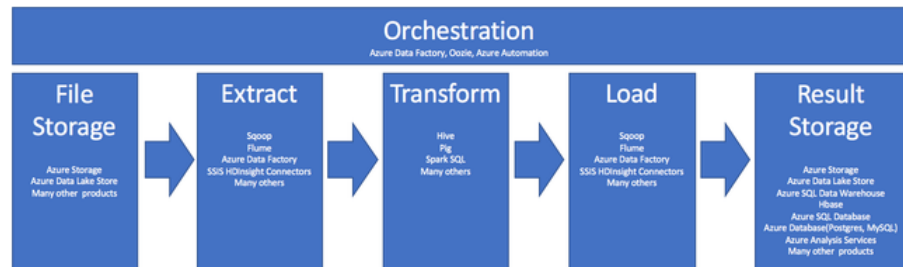 Orchestration
Azure Data Factory, Oozie, Azure Automation
File
Storage
Azure Storage
Azure Data Lake Store
Many other products
Extract
Sqoop
Flume
Azure Data Factory
SSIS HDInsight Connectors
Many others
Transform
Hive
Pig
Spark SQL
Many others
Load
Sqoop
Flume
Azure Data Factory
SSIS HDInsight Connectors
Many others
Result
Storage
Azure Storage
Azure Data Lake Store
Azure SQL Data Warehouse
Hbase
Azure SQL Database
Azure Database(Postgres, MySQL)
Azure Analysis Services
Many other products